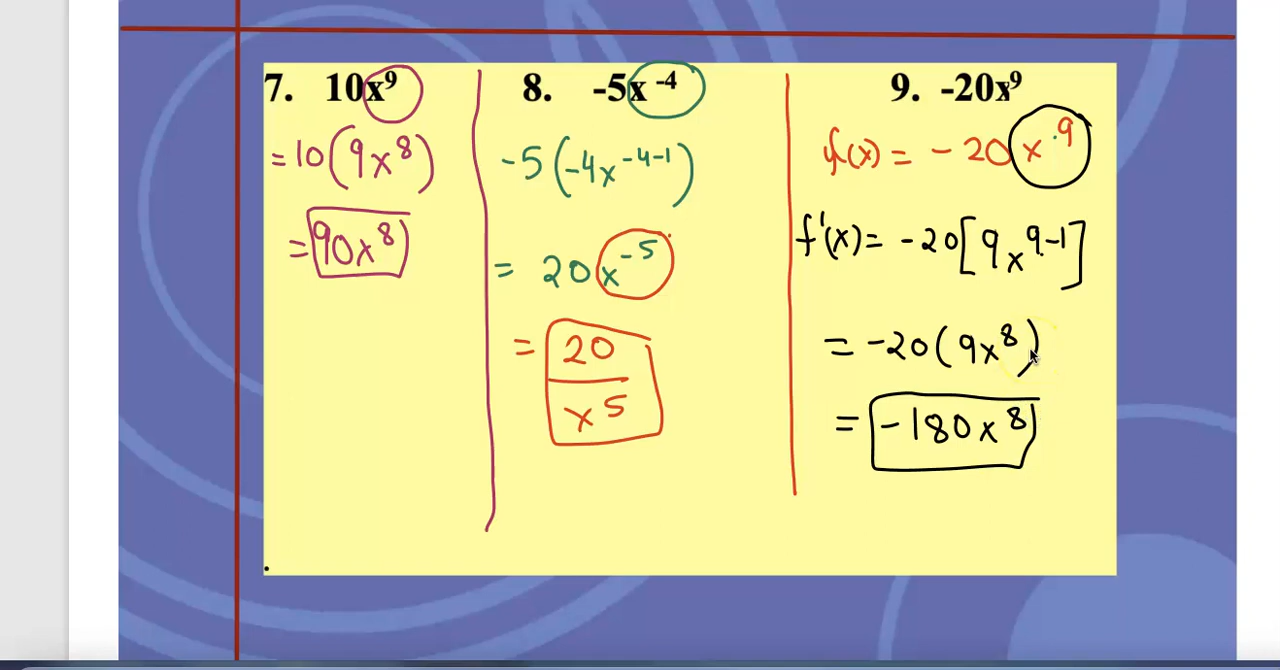 7. 10x⁹
= 10(9x⁸)
= 90x⁸
8. -5x ⁻⁴
-5(-4x⁻⁴⁻¹)
= 20x⁻⁵
= 20
x⁵
9. -20x⁹
f(x) = -20x⁹
f'(x) = -20[9x⁹⁻¹]
= -20(9x⁸)
= -180x⁸
.